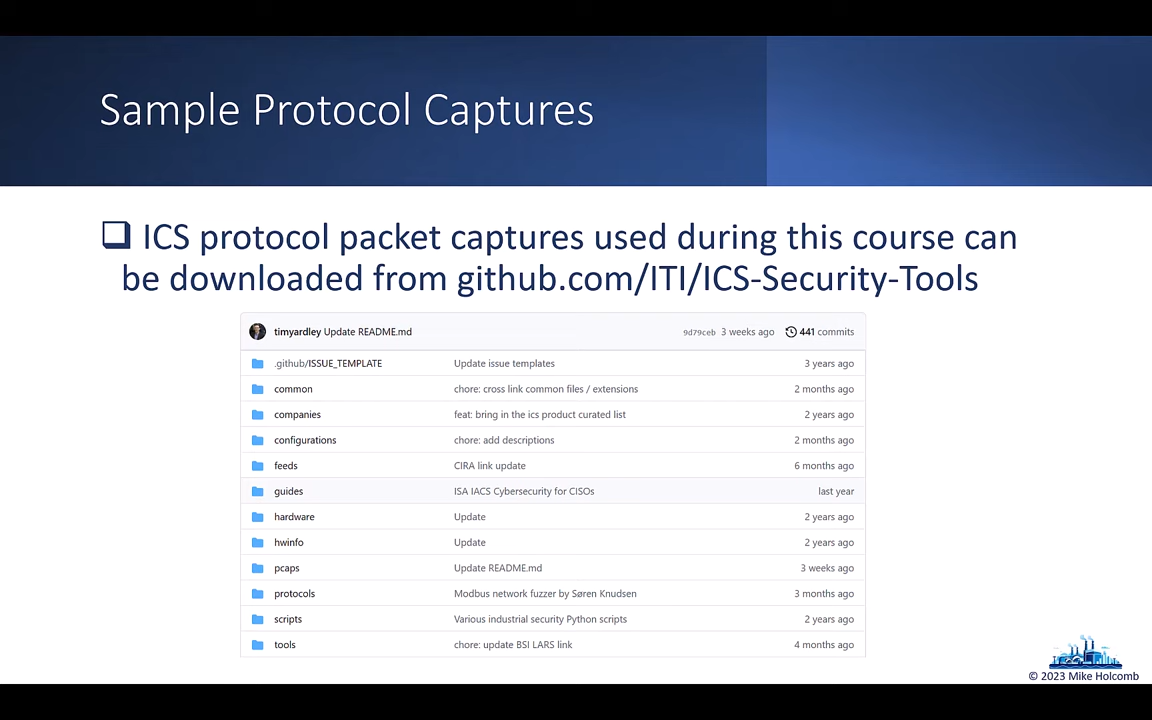 Sample Protocol Captures
❑ ICS protocol packet captures used during this course can
be downloaded from github.com/ITI/ICS-Security-Tools
timyardley Update README.md 9d79ceb 3 weeks ago 441 commits
.github/ISSUE_TEMPLATE Update issue templates 3 years ago
common chore: cross link common files / extensions 2 months ago
companies feat: bring in the ics product curated list 2 years ago
configurations chore: add descriptions 2 months ago
feeds CIRA link update 6 months ago
guides ISA IACS Cybersecurity for CISOs last year
hardware Update 2 years ago
hwinfo Update 2 years ago
pcaps Update README.md 3 weeks ago
protocols Modbus network fuzzer by Søren Knudsen 3 months ago
scripts Various industrial security Python scripts 2 years ago
tools chore: update BSI LARS link 4 months ago
© 2023 Mike Holcomb